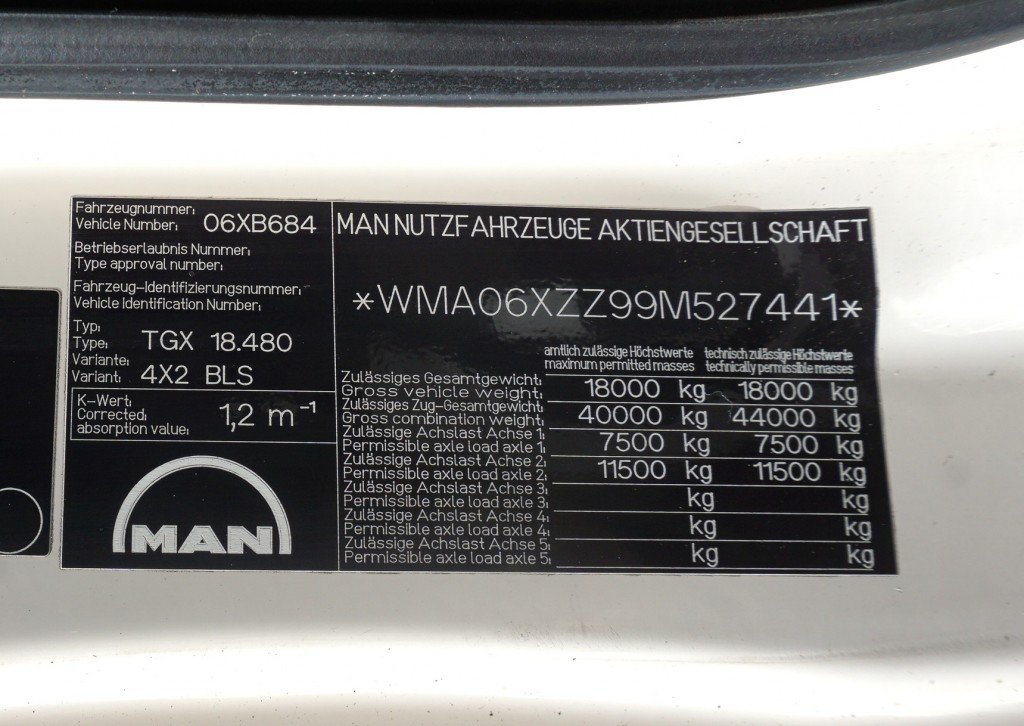 Fahrzeugnummer:
Vehicle Number: 06XB684
Betriebserlaubnis Nummer:
Type approval number:
Fahrzeug-Identifizierungsnummer:
Vehicle Identification Number:
Typ:
Type: TGX 18.480
Variante:
Variant: 4X2 BLS
K-Wert:
Corrected: 1,2 m⁻¹
absorption value:
MAN
MAN NUTZFAHRZEUGE AKTIENGESELLSCHAFT
*WMA06XZZ99M527441*
amtlich zulässige Höchstwerte technisch zulässige Höchstwerte
maximum permitted masses technically permissible masses
Zulässiges Gesamtgewicht:
Gross vehicle weight: 18000 kg 18000 kg
Zulässiges Zug-Gesamtgewicht:
Gross combination weight: 40000 kg 44000 kg
Zulässige Achslast Achse 1:
Permissible axle load axle 1: 7500 kg 7500 kg
Zulässige Achslast Achse 2:
Permissible axle load axle 2: 11500 kg 11500 kg
Zulässige Achslast Achse 3:
Permissible axle load axle 3: kg kg
Zulässige Achslast Achse 4:
Permissible axle load axle 4: kg kg
Zulässige Achslast Achse 5:
Permissible axle load axle 5: kg kg